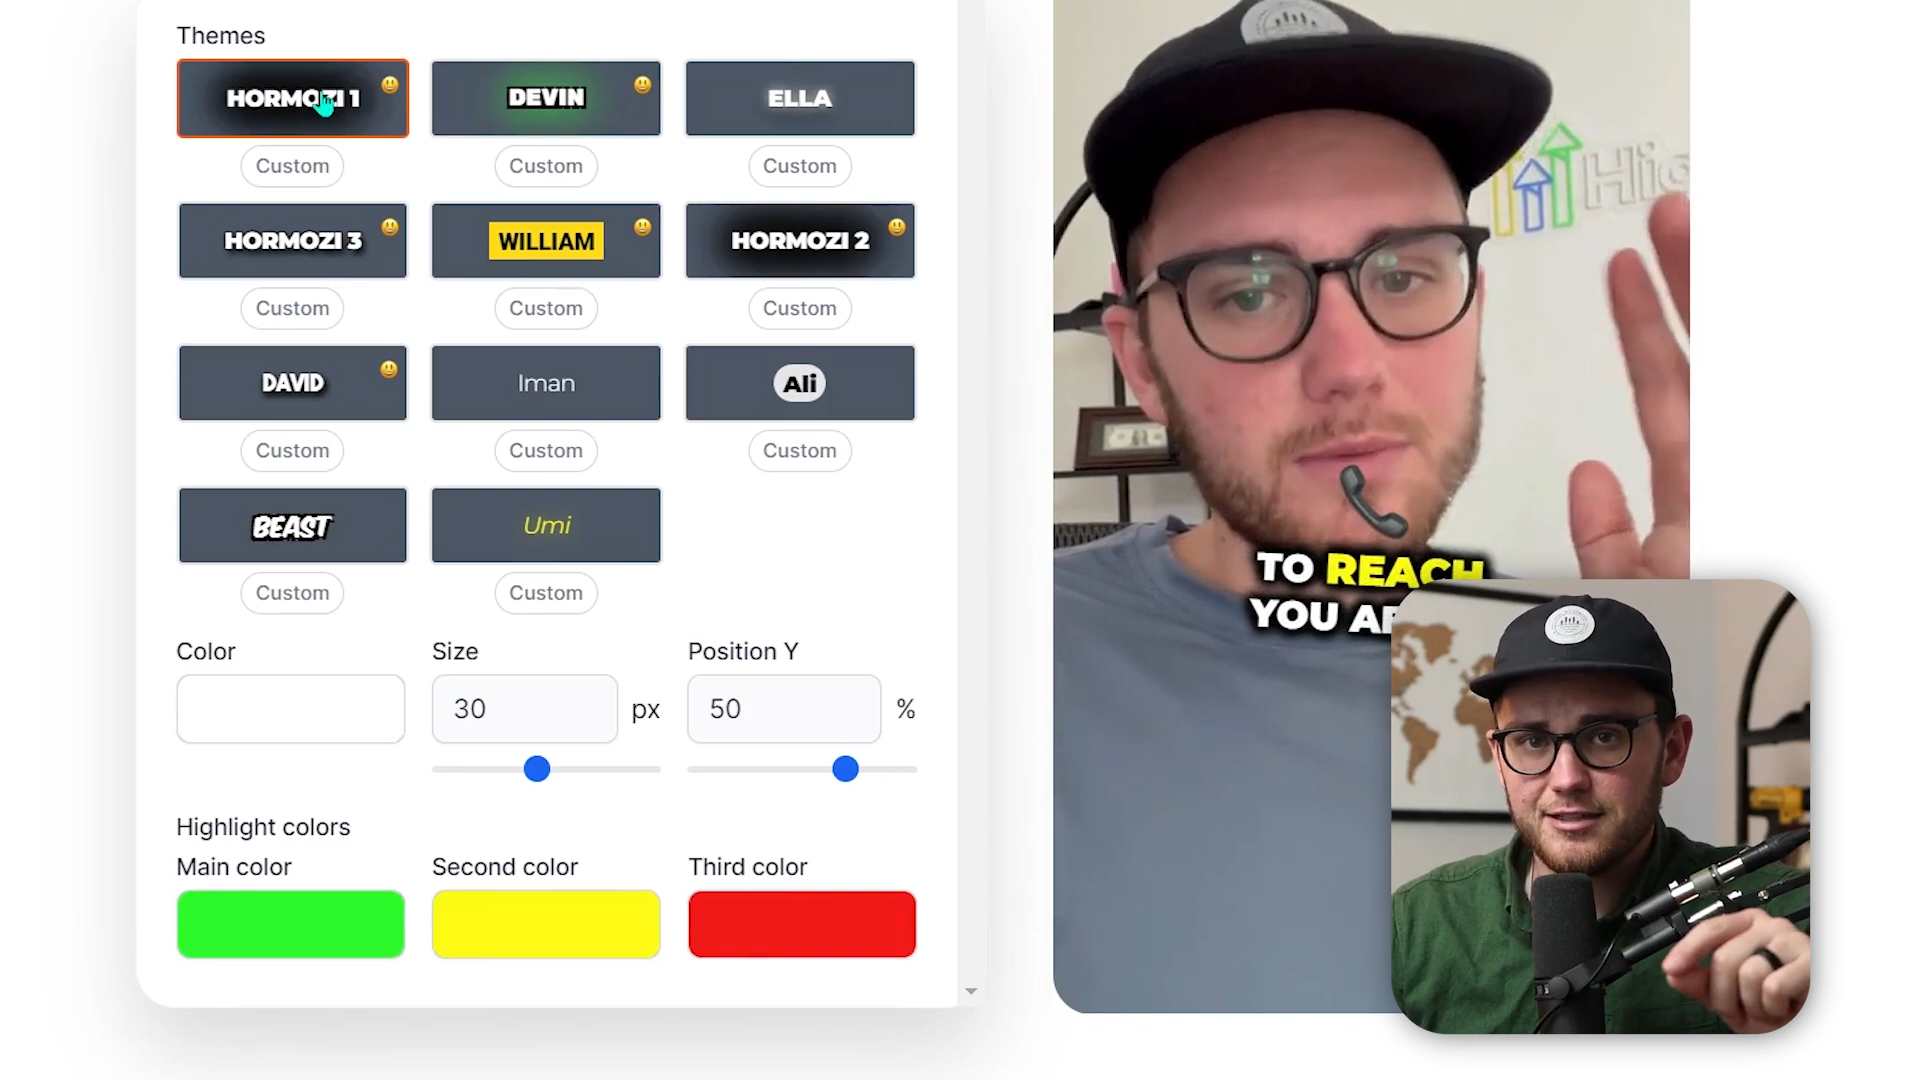 Themes
HORMOZI 1
DEVIN
ELLA
Custom
Custom
Custom
HORMOZI 3
WILLIAM
HORMOZI 2
Custom
Custom
Custom
DAVID
Iman
Ali
Custom
Custom
Custom
BEAST
Umi
Custom
Custom
Color
Size
Position Y
30
px
50
%
Highlight colors
Main color
Second color
Third color
TO REACH
YOU